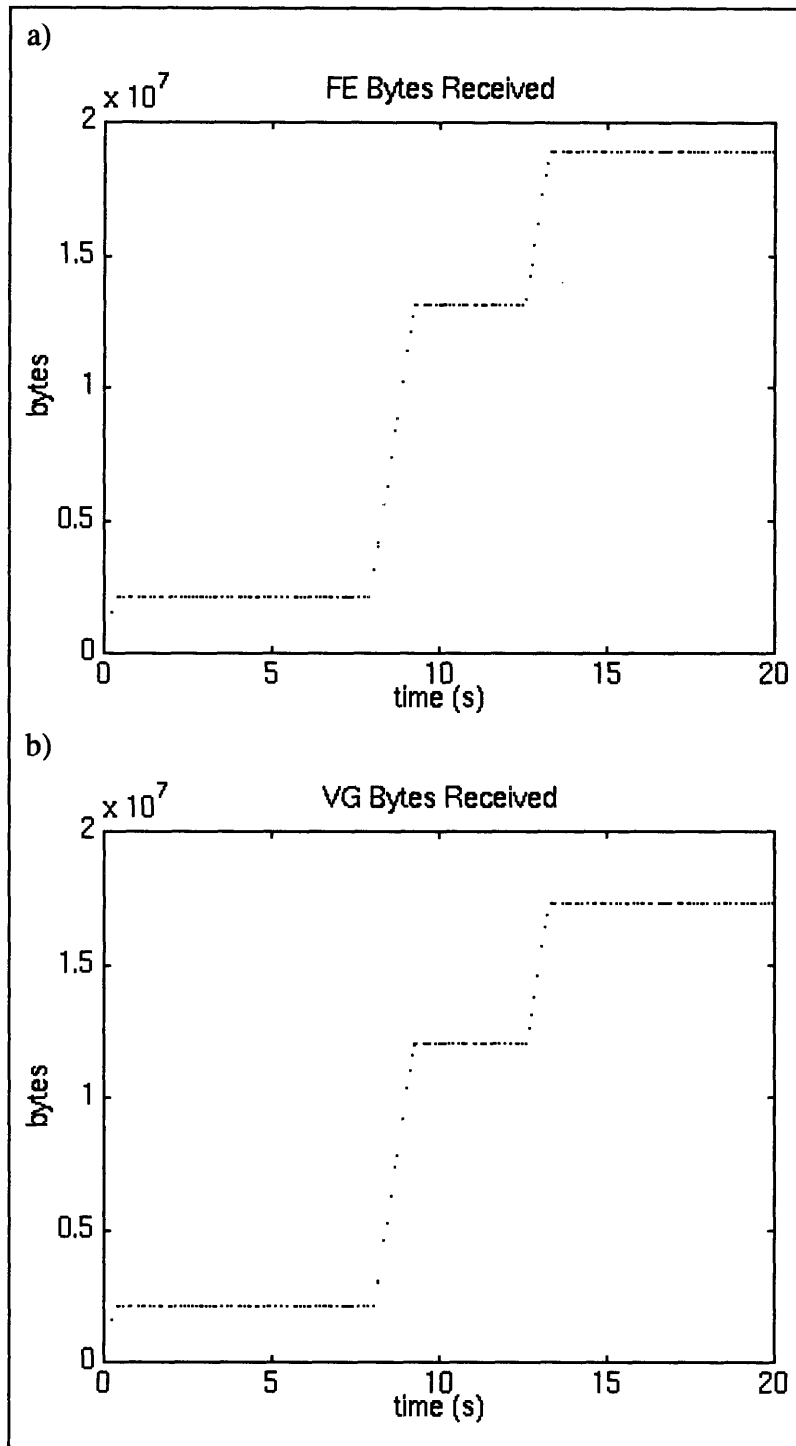 a)
FE Bytes Received
x 10^7
2
1.5
1
0.5
0
bytes
0 5 10 15 20
time (s)
b)
VG Bytes Received
x 10^7
2
1.5
1
0.5
0
bytes
0 5 10 15 20
time (s)